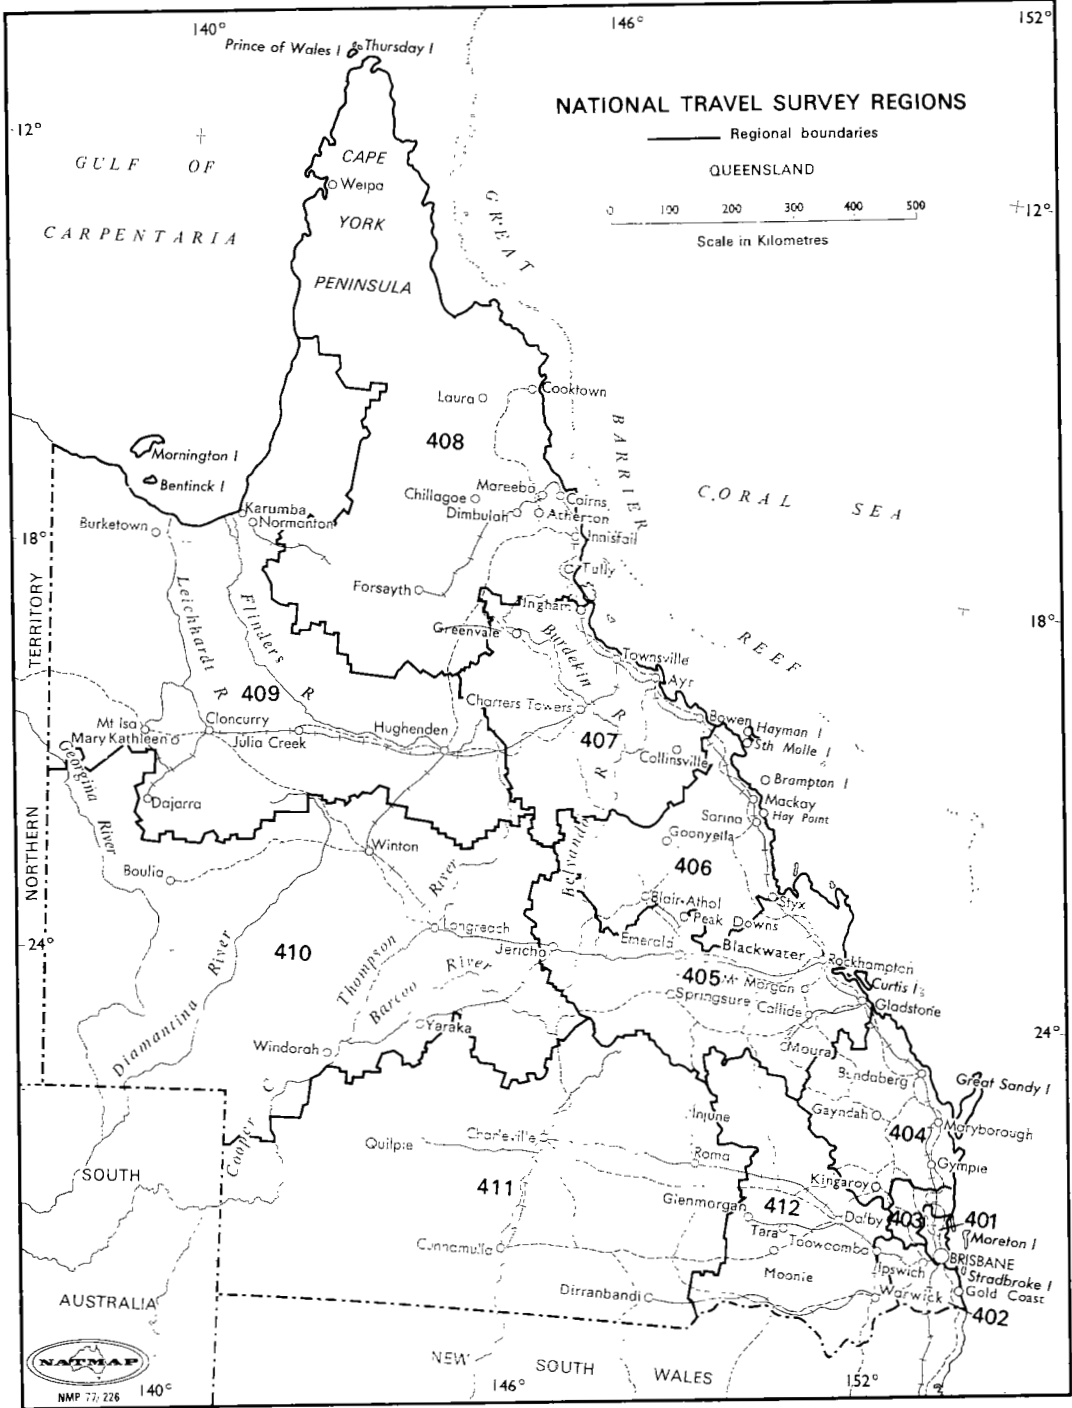 140°
146°
152°
Prince of Wales I
Thursday I
NATIONAL TRAVEL SURVEY REGIONS
Regional boundaries
QUEENSLAND
0 100 200 300 400 500
Scale in Kilometres
12°
12°
GULF OF
CARPENTARIA
CAPE
YORK
PENINSULA
Weipa
GREAT
BARRIER
REEF
CORAL SEA
Laura
Cooktown
408
Mornington I
Bentinck I
Mareeba
Cairns
Chillagoe
Dimbulah
Atherton
Karumba
Normanton
Burketown
Innisfail
18°
Tully
Forsayth
Ingham
18°
Greenvale
Burdekin
R
Leichhardt
R
Flinders
R
TERRITORY
NORTHERN
Townsville
Ayr
409
Charters Towers
Mt Isa
Mary Kathleen
Cloncurry
Julia Creek
Hughenden
407
R
Bowen
Hayman I
Sth Molle I
Collinsville
Brampton I
Georgina
River
Dajarra
Mackay
Hay Point
Sarina
Goonyella
Belyando
Winton
Boulia
River
406
Blair-Athol
Peak Downs
Styx
24°
410
Longreach
Jericho
Emerald
Blackwater
Rockhampton
Thompson
Barcoo
River
405
Mt Morgan
Curtis I
Springsure
Callide
Gladstone
Diamantina
River
Yaraka
Windorah
Moura
24°
Bundaberg
Great Sandy I
Cooper
C
Injune
Gayndah
404
Maryborough
Quilpie
Charleville
Roma
Gympie
SOUTH
AUSTRALIA
411
Kingaroy
Glenmorgan
412
Dalby
403
401
Moreton I
Cunnamulla
Tara
Toowoomba
BRISBANE
Ipswich
Stradbroke I
Moonie
Dirranbandi
Warwick
Gold Coast
402
NEW SOUTH WALES
NATMAP
NMP 77/226
140°
146°
152°